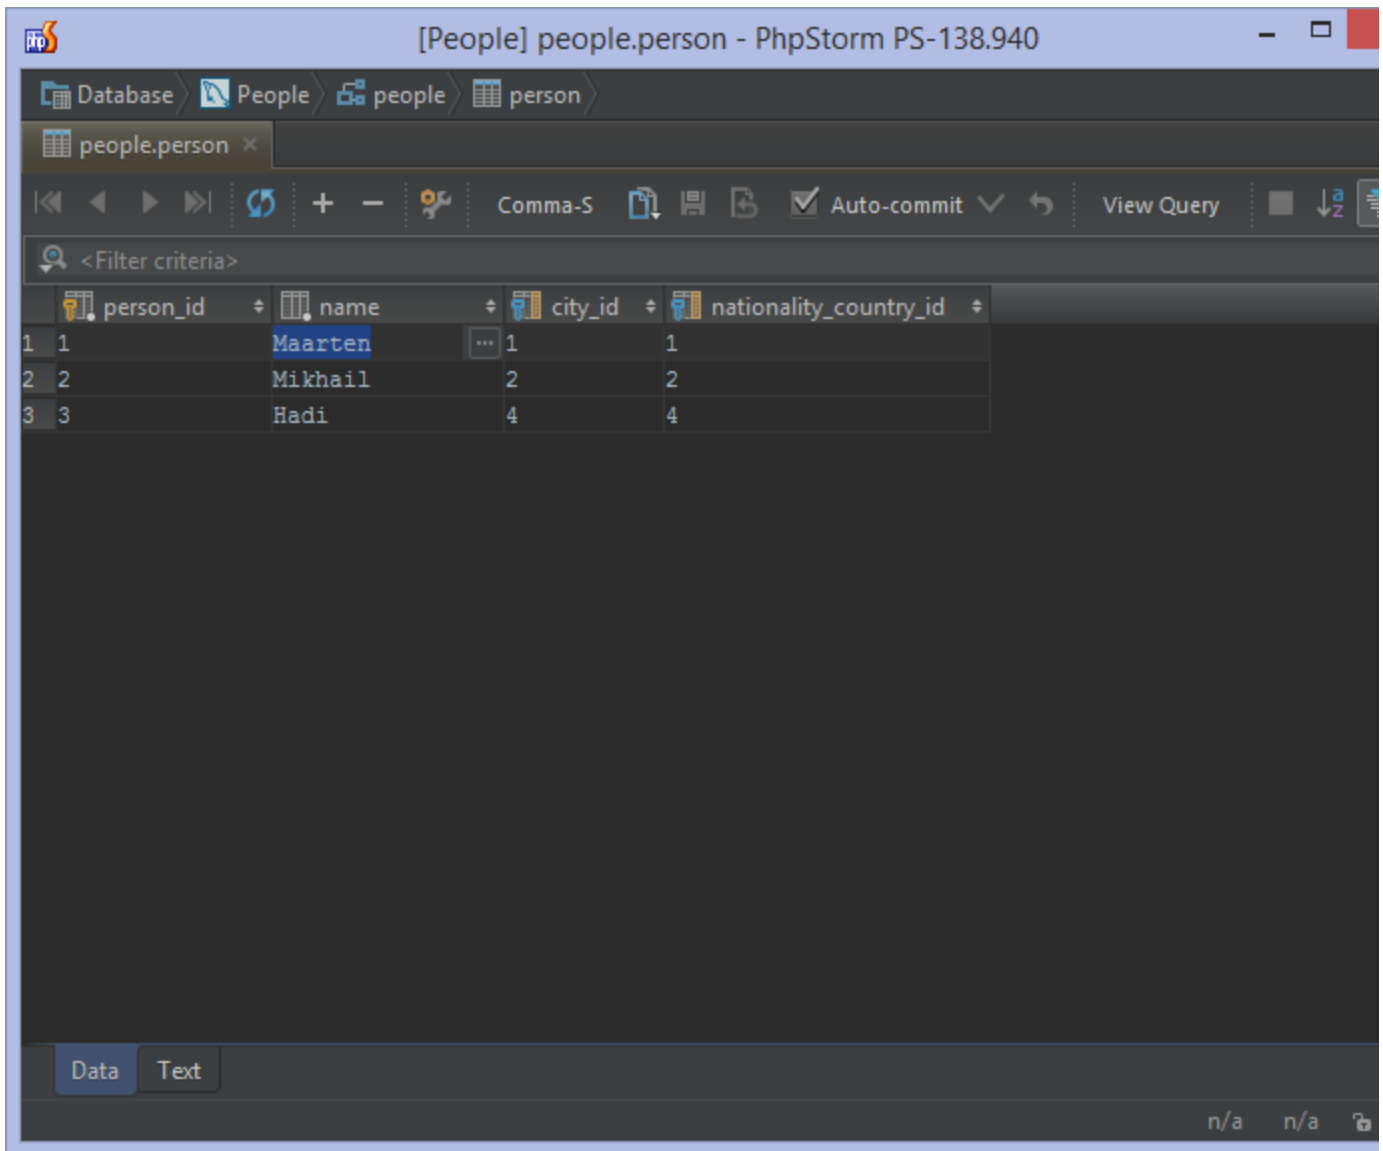 [People] people.person - PhpStorm PS-138.940
Database People people person
people.person
Comma-S Auto-commit View Query
<Filter criteria>
person_id name city_id nationality_country_id
1 1 Maarten 1 1
2 2 Mikhail 2 2
3 3 Hadi 4 4
Data Text
n/a n/a